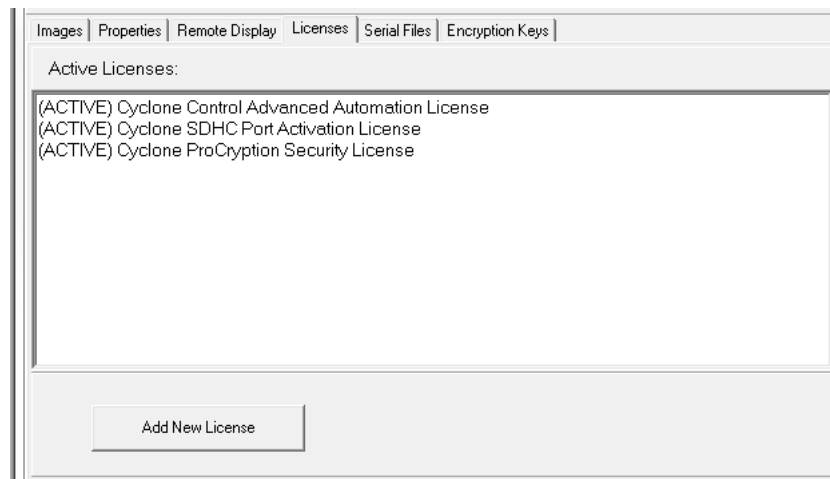 Images Properties Remote Display Licenses Serial Files Encryption Keys
Active Licenses:
(ACTIVE) Cyclone Control Advanced Automation License
(ACTIVE) Cyclone SDHC Port Activation License
(ACTIVE) Cyclone ProCryption Security License
Add New License